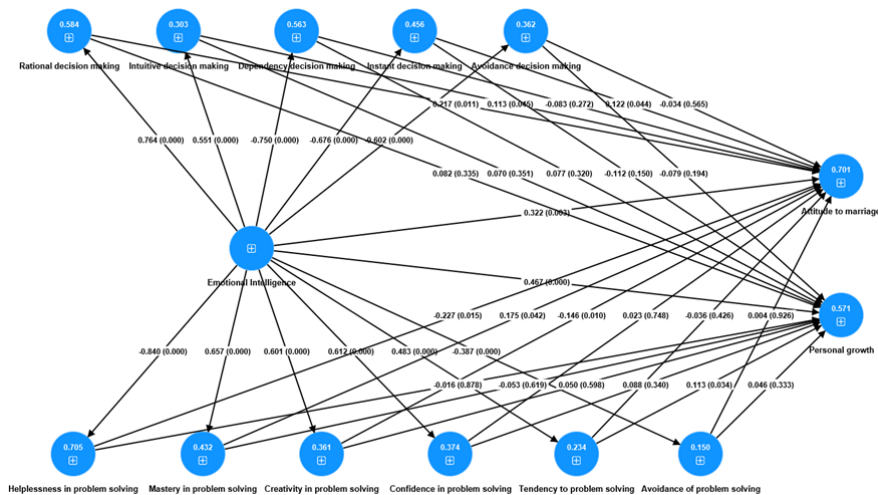 0.584 0.303 0.563 0.456 0.362
Rational decision making Intuitive decision making Dependency decision making Instant decision making Avoidance decision making
0.217 (0.011) 0.113 (0.045) -0.083 (0.272) 0.122 (0.044) -0.034 (0.565)
0.764 (0.000) 0.551 (0.000) -0.750 (0.000) -0.676 (0.000) -0.602 (0.000)
0.082 (0.335) 0.070 (0.351) 0.077 (0.320) -0.112 (0.150) -0.079 (0.194)
0.701
Attitude to marriage
0.322 (0.003)
Emotional Intelligence
0.467 (0.000)
0.571
Personal growth
-0.227 (0.015) 0.175 (0.042) -0.146 (0.010) 0.023 (0.748) -0.036 (0.426) 0.004 (0.926)
-0.840 (0.000) 0.657 (0.000) 0.601 (0.000) 0.612 (0.000) 0.483 (0.000) -0.387 (0.000)
-0.016 (0.878) -0.053 (0.619) 0.050 (0.598) 0.088 (0.340) 0.113 (0.034) 0.046 (0.333)
0.705 0.432 0.361 0.374 0.234 0.150
Helplessness in problem solving Mastery in problem solving Creativity in problem solving Confidence in problem solving Tendency to problem solving Avoidance of problem solving